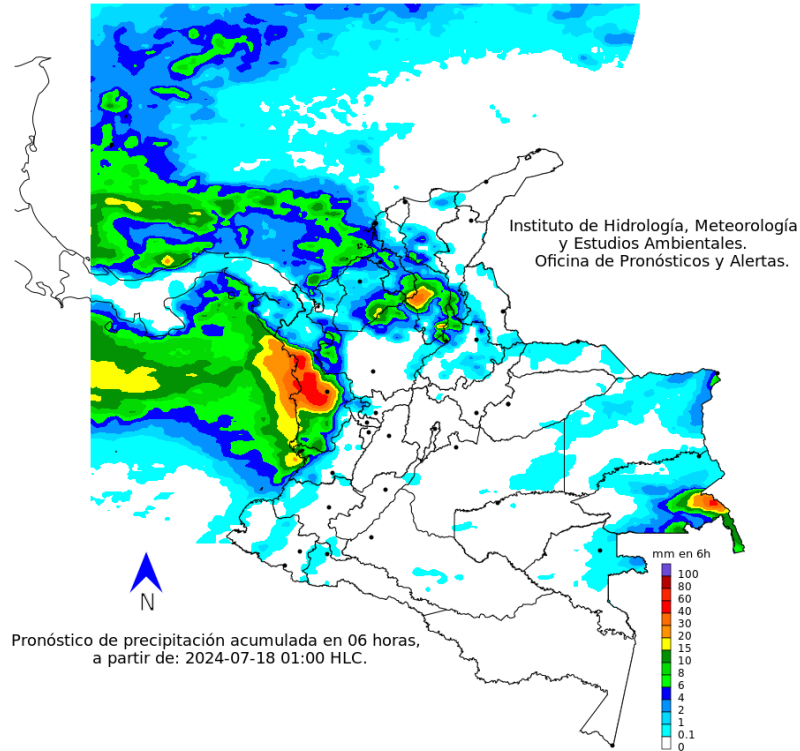 Instituto de Hidrología, Meteorología
y Estudios Ambientales.
Oficina de Pronósticos y Alertas.
mm en 6h
100
80
60
40
30
20
15
10
8
6
4
2
1
0.1
0
N
Pronóstico de precipitación acumulada en 06 horas,
a partir de: 2024-07-18 01:00 HLC.